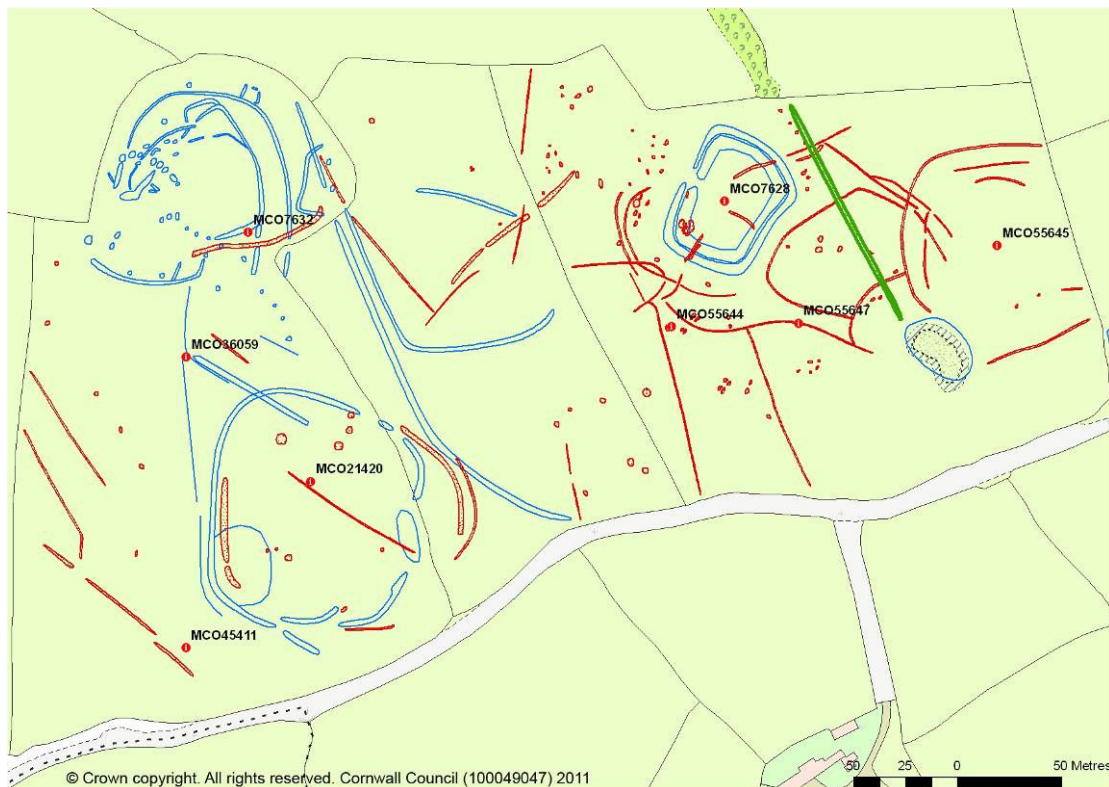 MCO7628
MCO7632
MCO55645
MCO55644
MCO55647
MCO36059
MCO21420
MCO45411
© Crown copyright. All rights reserved. Cornwall Council (100049047) 2011
50 25 0 50 Metres